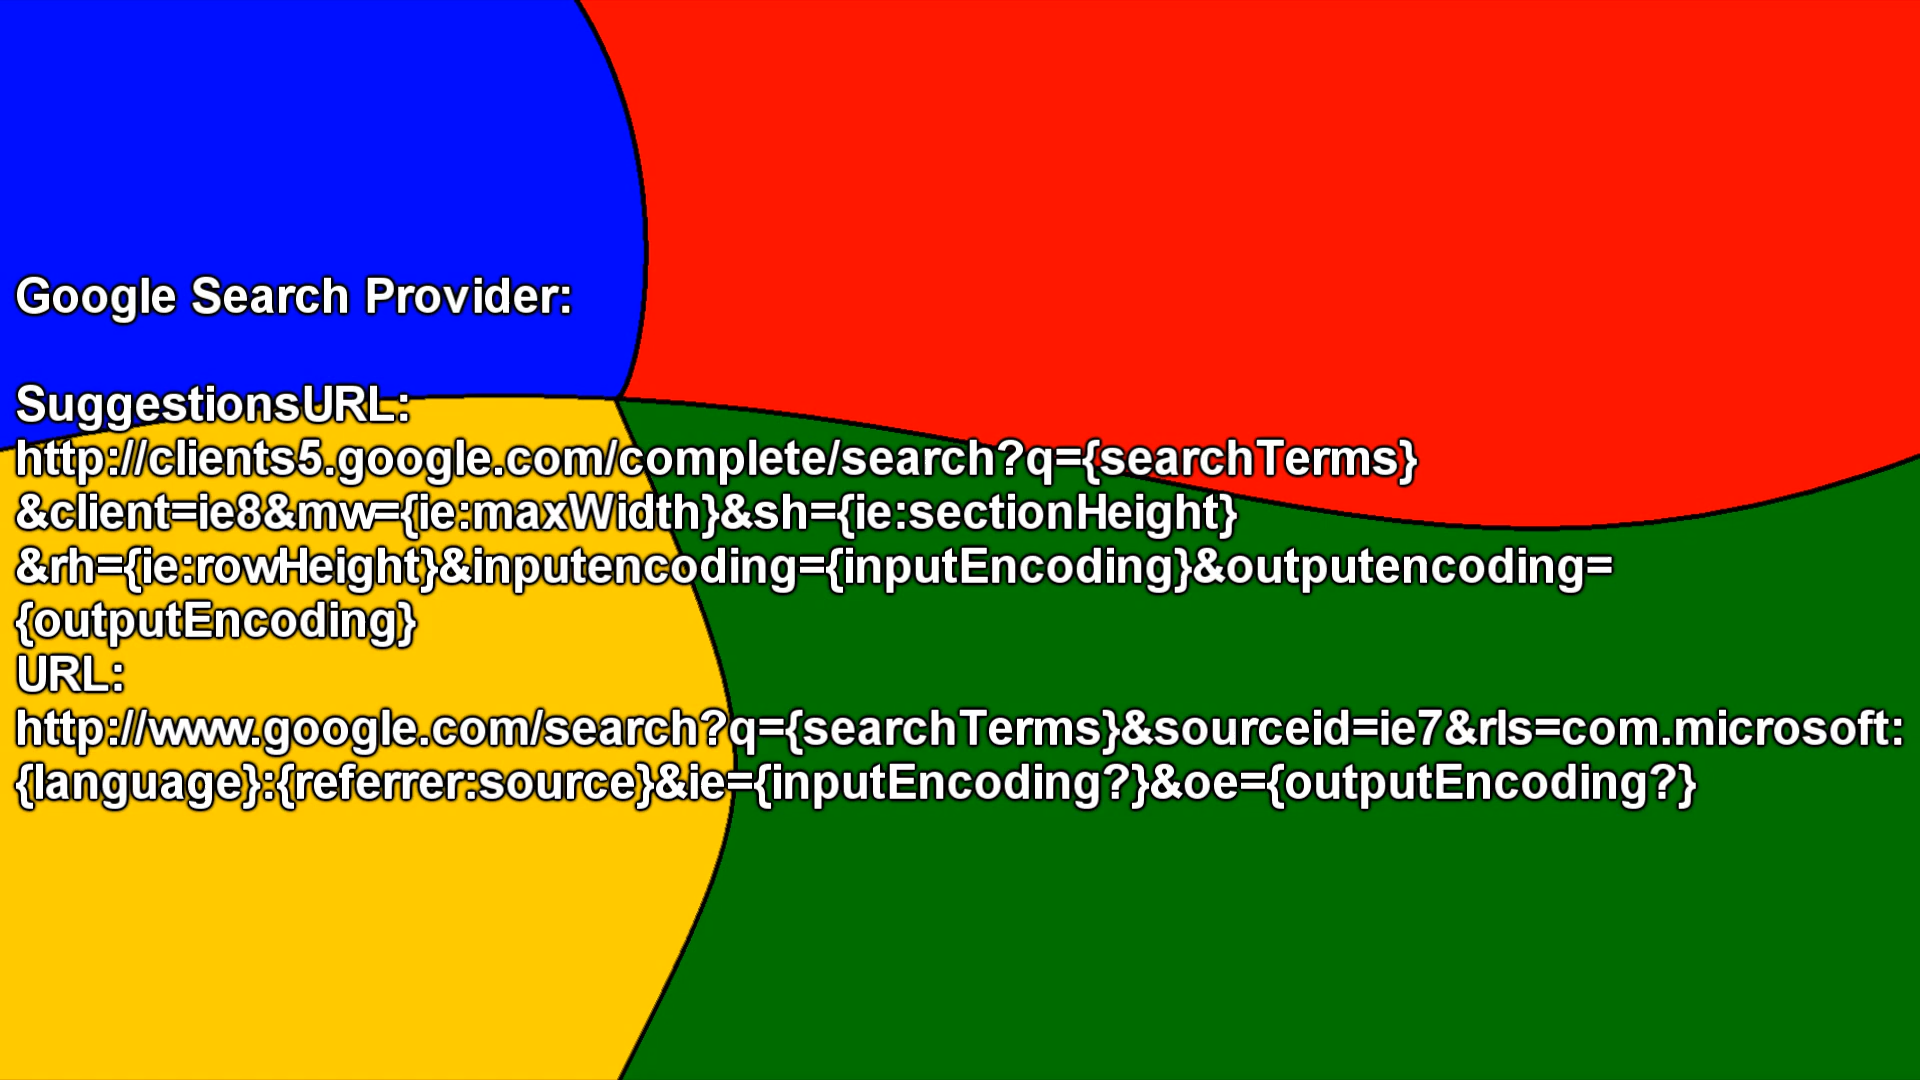 Google Search Provider:
SuggestionsURL:
http://clients5.google.com/complete/search?q={searchTerms}
&client=ie8&mw={ie:maxWidth}&sh={ie:sectionHeight}
&rh={ie:rowHeight}&inputencoding={inputEncoding}&outputencoding=
{outputEncoding}
URL:
http://www.google.com/search?q={searchTerms}&sourceid=ie7&rls=com.microsoft:
{language}:{referrer:source}&ie={inputEncoding?}&oe={outputEncoding?}